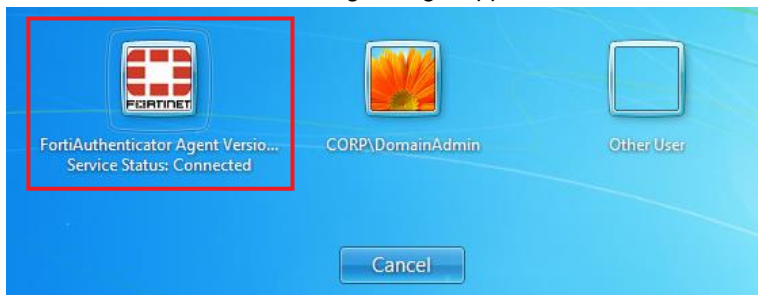 FORTINET
FortiAuthenticator Agent Versio...
Service Status: Connected
CORP\DomainAdmin
Other User
Cancel